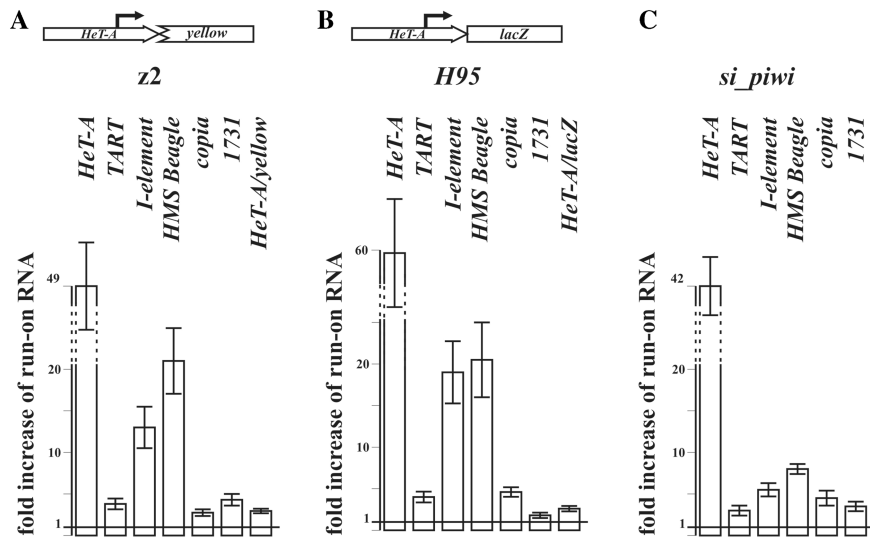 A
HeT-A yellow
z2
HeT-A
TART
I-element
HMS Beagle
copia
1731
HeT-A/yellow
fold increase of run-on RNA
49
20
10
1
B
HeT-A lacZ
H95
HeT-A
TART
I-element
HMS Beagle
copia
1731
HeT-A/lacZ
fold increase of run-on RNA
60
20
10
1
C
si_piwi
HeT-A
TART
I-element
HMS Beagle
copia
1731
fold increase of run-on RNA
42
20
10
1